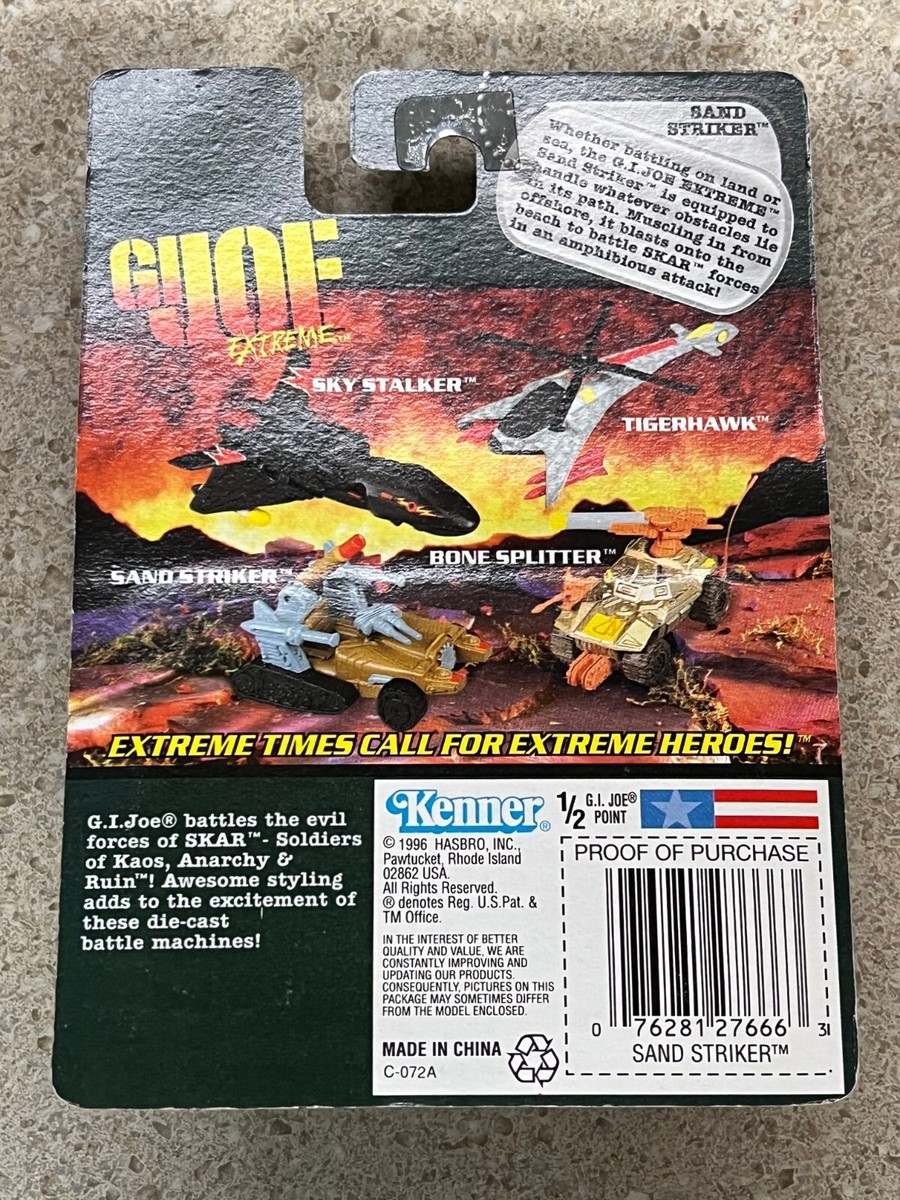 SAND
STRIKER™
Whether battling on land or
sea, the G.I.JOE EXTREME™
Sand Striker™ is equipped to
handle whatever obstacles lie
in its path. Muscling in from
offshore, it blasts onto the
beach to battle SKAR™ forces
in an amphibious attack!
G.I. JOE
EXTREME™
SKY STALKER™
TIGERHAWK™
BONE SPLITTER™
SAND STRIKER™
EXTREME TIMES CALL FOR EXTREME HEROES!™
G.I.Joe® battles the evil
forces of SKAR™- Soldiers
of Kaos, Anarchy &
Ruin™! Awesome styling
adds to the excitement of
these die-cast
battle machines!
Kenner®
© 1996 HASBRO, INC.,
Pawtucket, Rhode Island
02862 USA.
All Rights Reserved.
® denotes Reg. U.S.Pat. &
TM Office.
IN THE INTEREST OF BETTER
QUALITY AND VALUE, WE ARE
CONSTANTLY IMPROVING AND
UPDATING OUR PRODUCTS.
CONSEQUENTLY, PICTURES ON THIS
PACKAGE MAY SOMETIMES DIFFER
FROM THE MODEL ENCLOSED.
MADE IN CHINA
C-072A
1/2 G.I. JOE®
POINT
PROOF OF PURCHASE
0 76281 27666 3
SAND STRIKER™